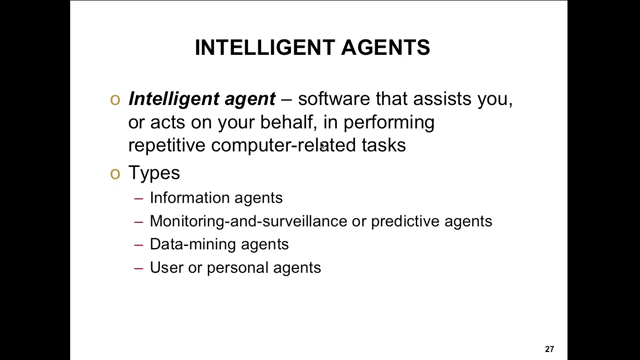 INTELLIGENT AGENTS
o Intelligent agent – software that assists you,
or acts on your behalf, in performing
repetitive computer-related tasks
o Types
– Information agents
– Monitoring-and-surveillance or predictive agents
– Data-mining agents
– User or personal agents
27